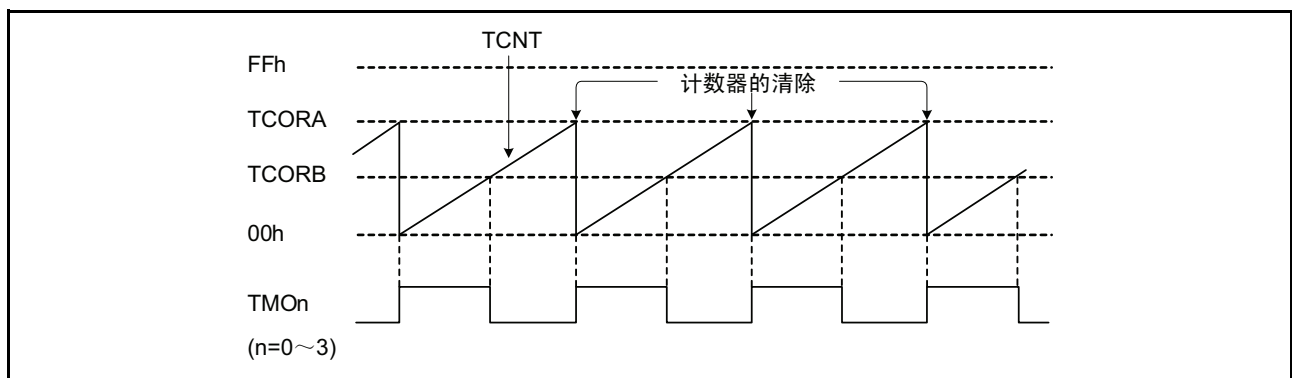 TCNT
FFh
计数器的清除
TCORA
TCORB
00h
TMOn
(n=0～3)